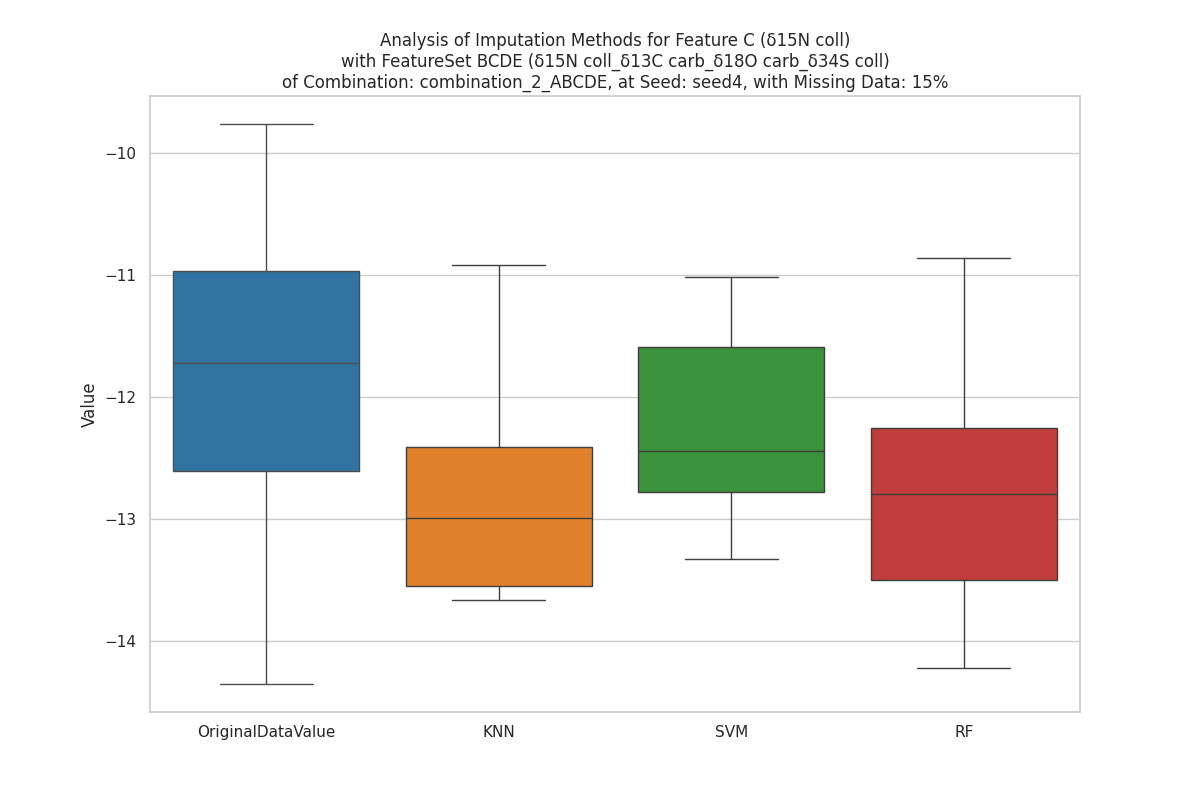 Analysis of Imputation Methods for Feature C (δ15N coll)
with FeatureSet BCDE (δ15N coll_δ13C carb_δ18O carb_δ34S coll)
of Combination: combination_2_ABCDE, at Seed: seed4, with Missing Data: 15%
Value
−10
−11
−12
−13
−14
OriginalDataValue
KNN
SVM
RF